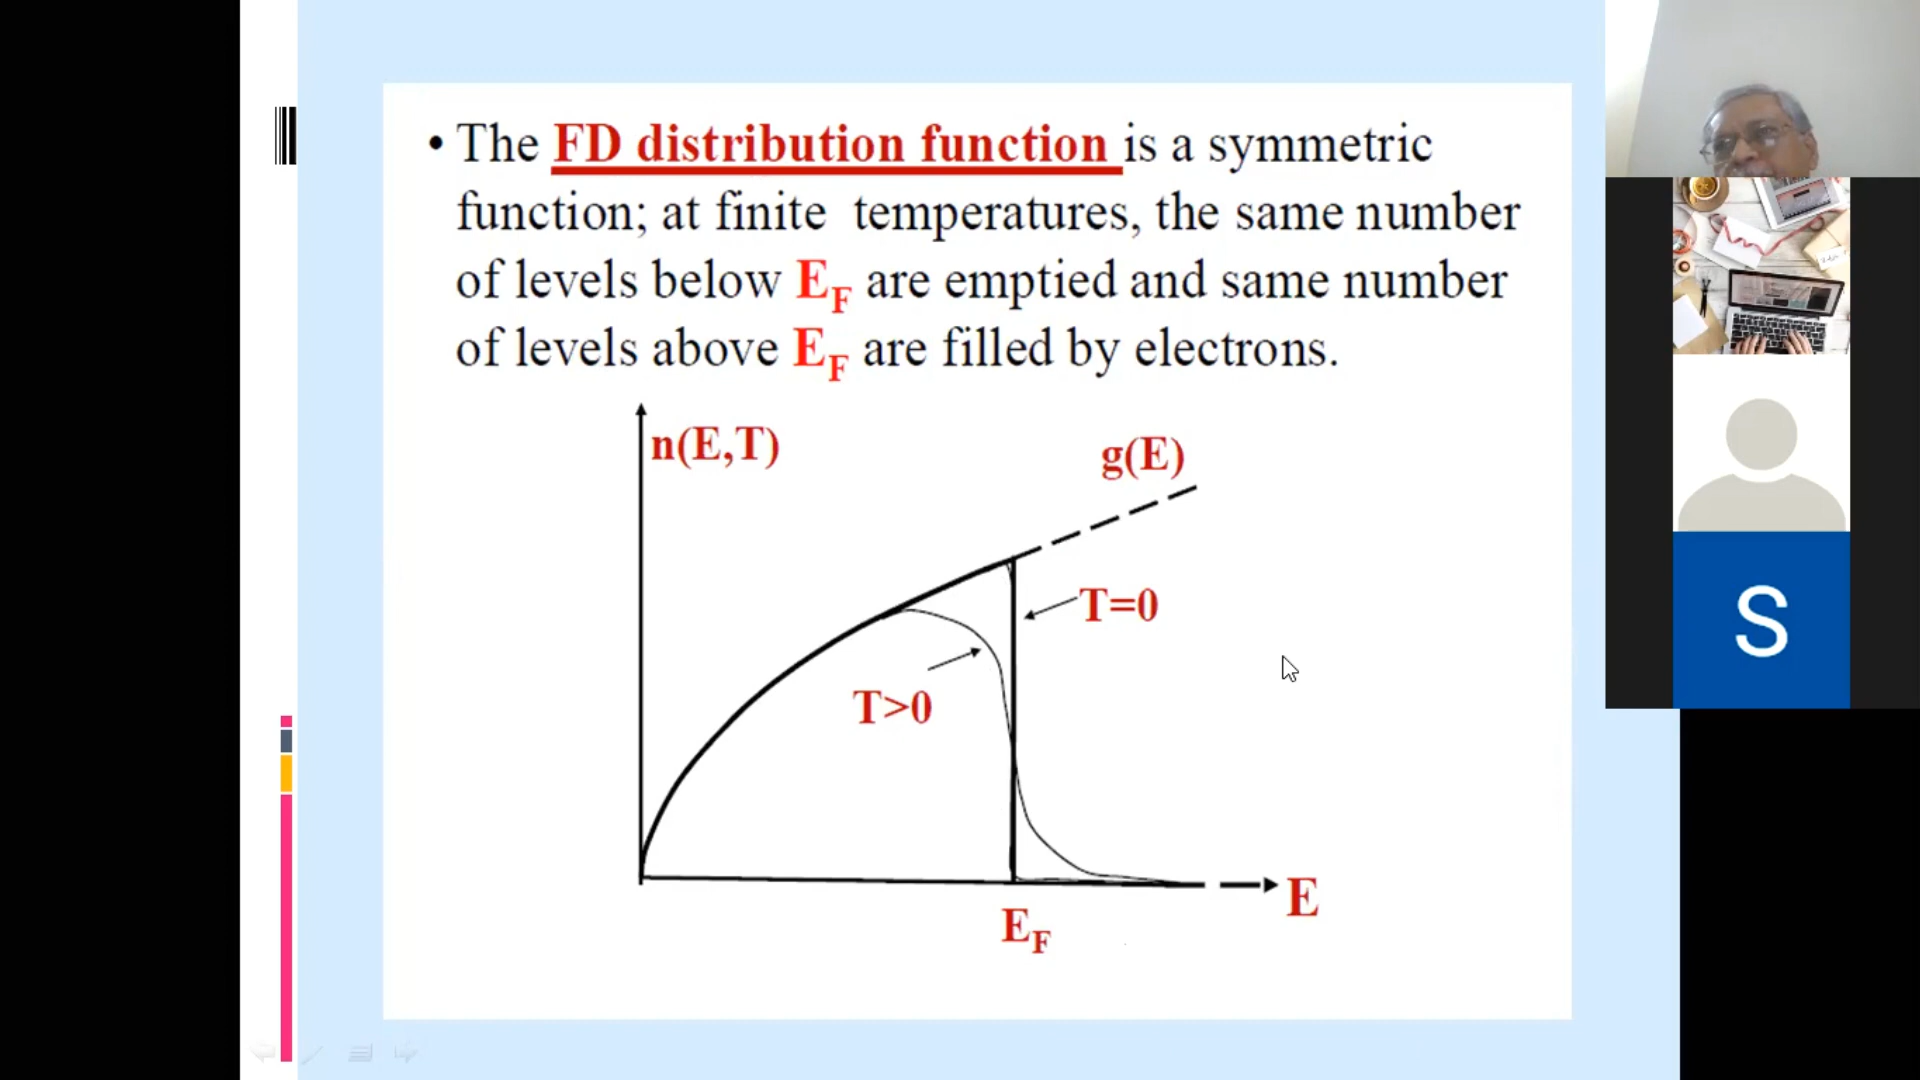 • The FD distribution function is a symmetric
function; at finite temperatures, the same number
of levels below E_F are emptied and same number
of levels above E_F are filled by electrons.
n(E,T)
g(E)
T=0
T>0
E
E_F
S